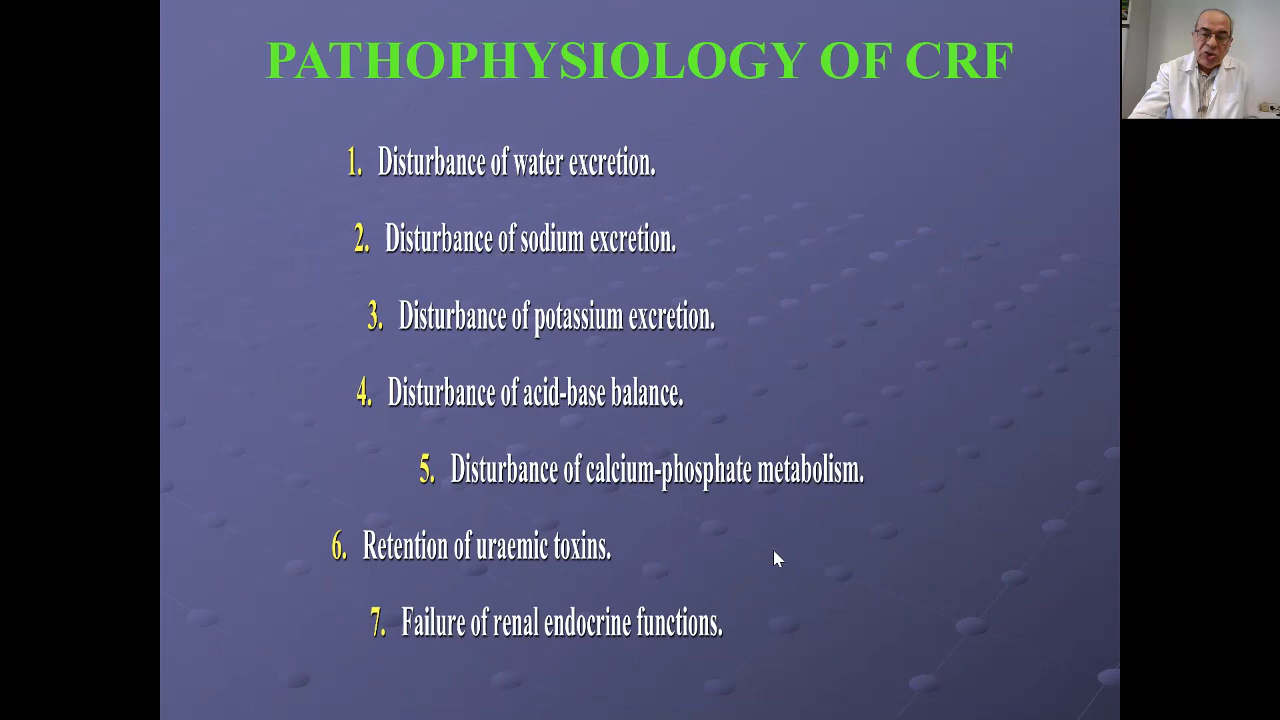 PATHOPHYSIOLOGY OF CRF
1. Disturbance of water excretion.
2. Disturbance of sodium excretion.
3. Disturbance of potassium excretion.
4. Disturbance of acid-base balance.
5. Disturbance of calcium-phosphate metabolism.
6. Retention of uraemic toxins.
7. Failure of renal endocrine functions.